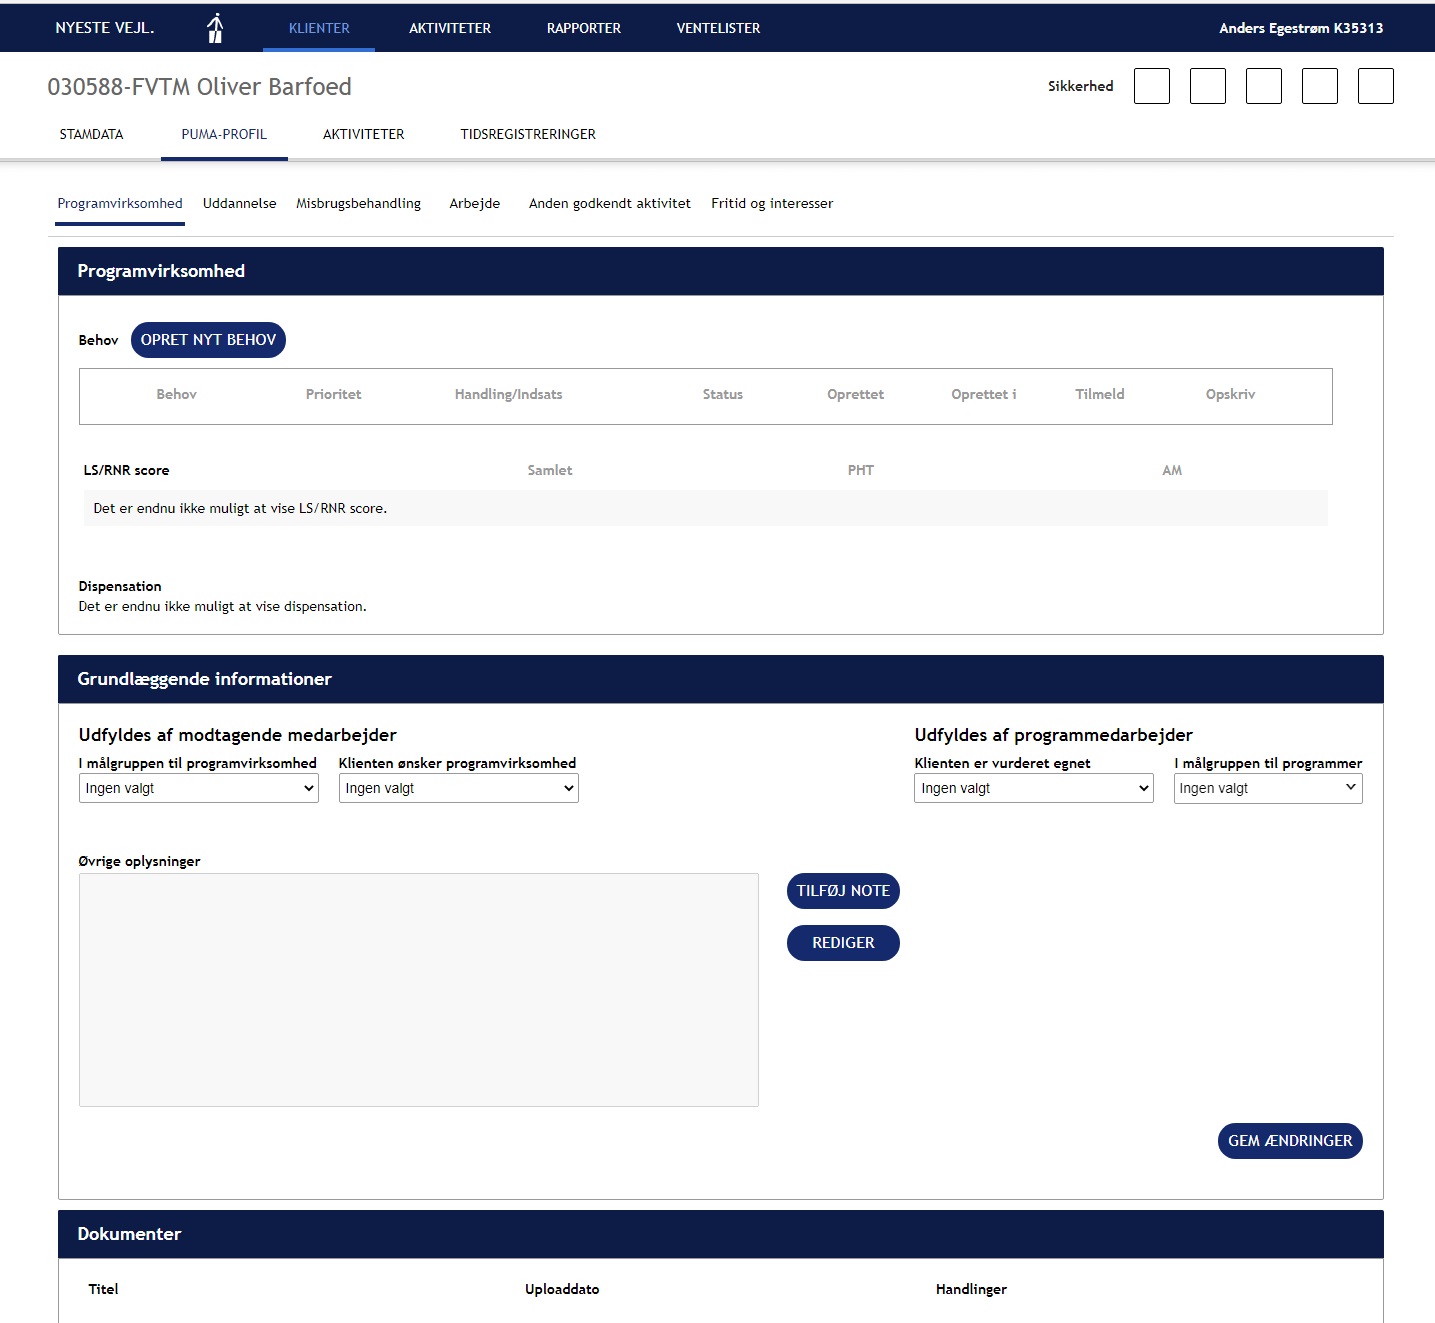 NYESTE VEJL. KLIENTER AKTIVITETER RAPPORTER VENTELISTER Anders Egestrøm K35313
030588-FVTM Oliver Barfoed Sikkerhed
STAMDATA PUMA-PROFIL AKTIVITETER TIDSREGISTRERINGER
Programvirksomhed Uddannelse Misbrugsbehandling Arbejde Anden godkendt aktivitet Fritid og interesser
Programvirksomhed
Behov OPRET NYT BEHOV
Behov Prioritet Handling/Indsats Status Oprettet Oprettet i Tilmeld Opskriv
LS/RNR score Samlet PHT AM
Det er endnu ikke muligt at vise LS/RNR score.
Dispensation
Det er endnu ikke muligt at vise dispensation.
Grundlæggende informationer
Udfyldes af modtagende medarbejder Udfyldes af programmedarbejder
I målgruppen til programvirksomhed Klienten ønsker programvirksomhed Klienten er vurderet egnet I målgruppen til programmer
Ingen valgt Ingen valgt Ingen valgt Ingen valgt
Øvrige oplysninger
TILFØJ NOTE
REDIGER
GEM ÆNDRINGER
Dokumenter
Titel Uploaddato Handlinger